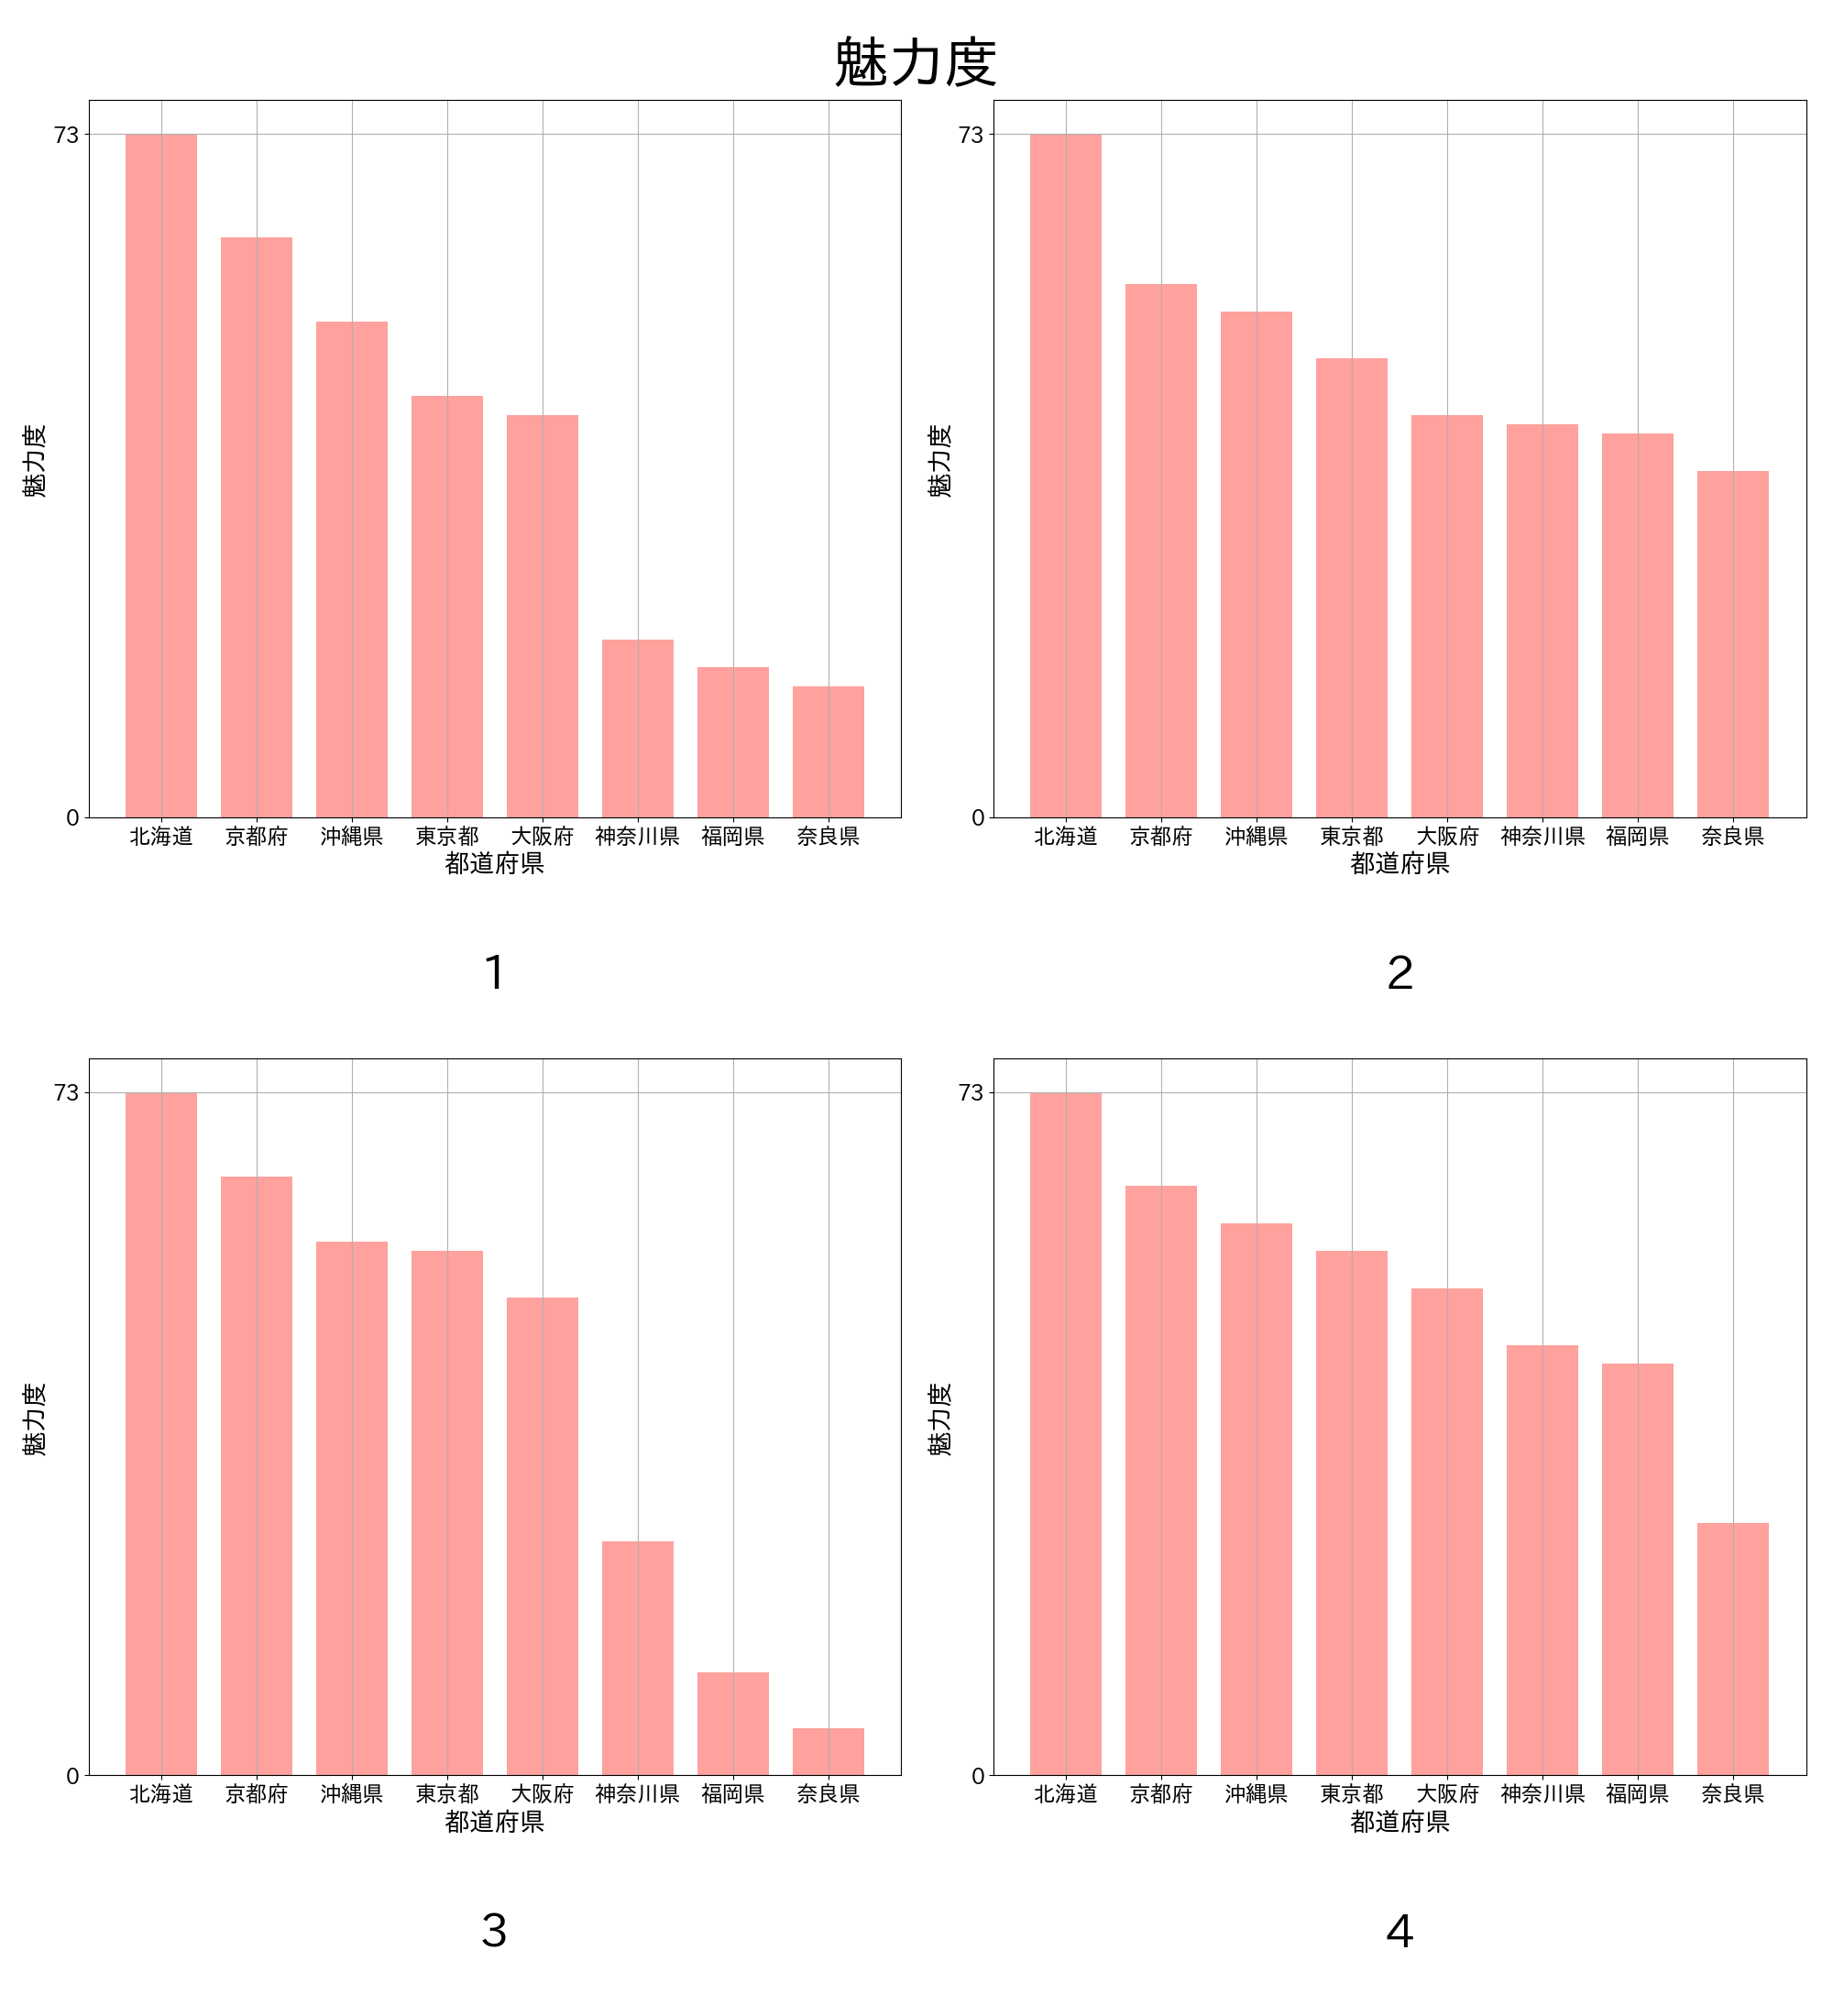 魅力度
73
魅力度
0
北海道 京都府 沖縄県 東京都 大阪府 神奈川県 福岡県 奈良県
都道府県
1
73
魅力度
0
北海道 京都府 沖縄県 東京都 大阪府 神奈川県 福岡県 奈良県
都道府県
2
73
魅力度
0
北海道 京都府 沖縄県 東京都 大阪府 神奈川県 福岡県 奈良県
都道府県
3
73
魅力度
0
北海道 京都府 沖縄県 東京都 大阪府 神奈川県 福岡県 奈良県
都道府県
4